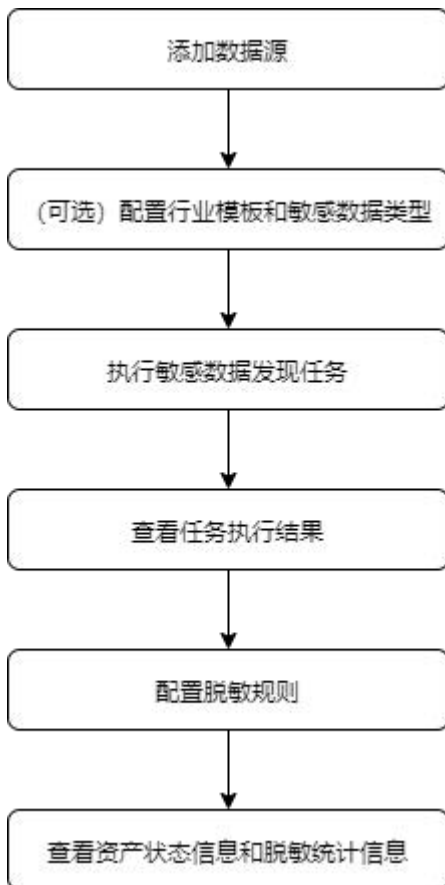 添加数据源
（可选）配置行业模板和敏感数据类型
执行敏感数据发现任务
查看任务执行结果
配置脱敏规则
查看资产状态信息和脱敏统计信息